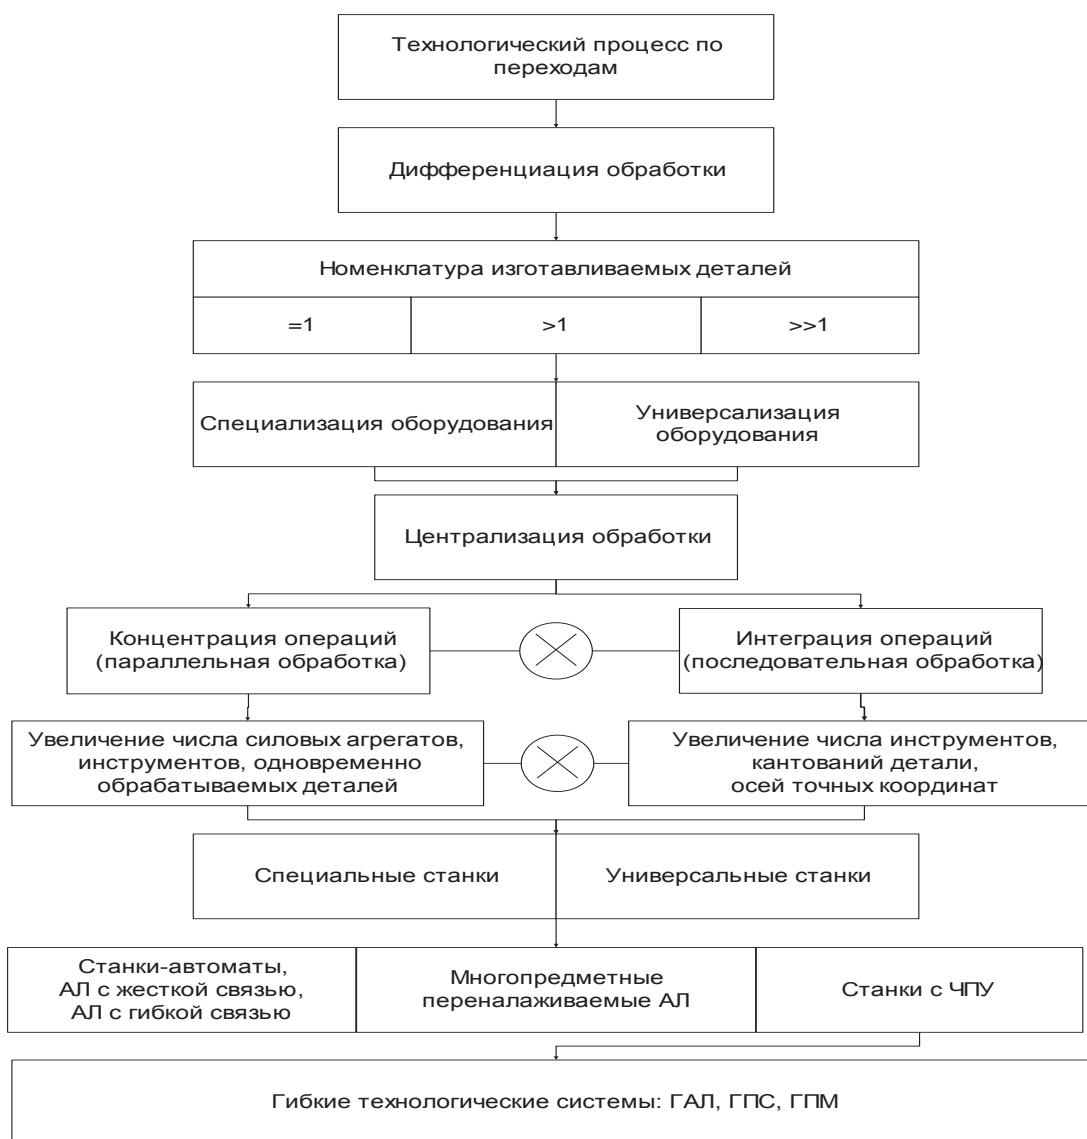 Технологический процесс по
переходам
Дифференциация обработки
Номенклатура изготавливаемых деталей
=1
>1
>>1
Специализация оборудования
Универсализация
оборудования
Централизация обработки
Концентрация операций
(параллельная обработка)
Интеграция операций
(последовательная обработка)
Увеличение числа силовых агрегатов,
инструментов, одновременно
обрабатываемых деталей
Увеличение числа инструментов,
кантований детали,
осей точных координат
Специальные станки
Универсальные станки
Станки-автоматы,
АЛ с жесткой связью,
АЛ с гибкой связью
Многопредметные
переналаживаемые АЛ
Станки с ЧПУ
Гибкие технологические системы: ГАЛ, ГПС, ГПМ